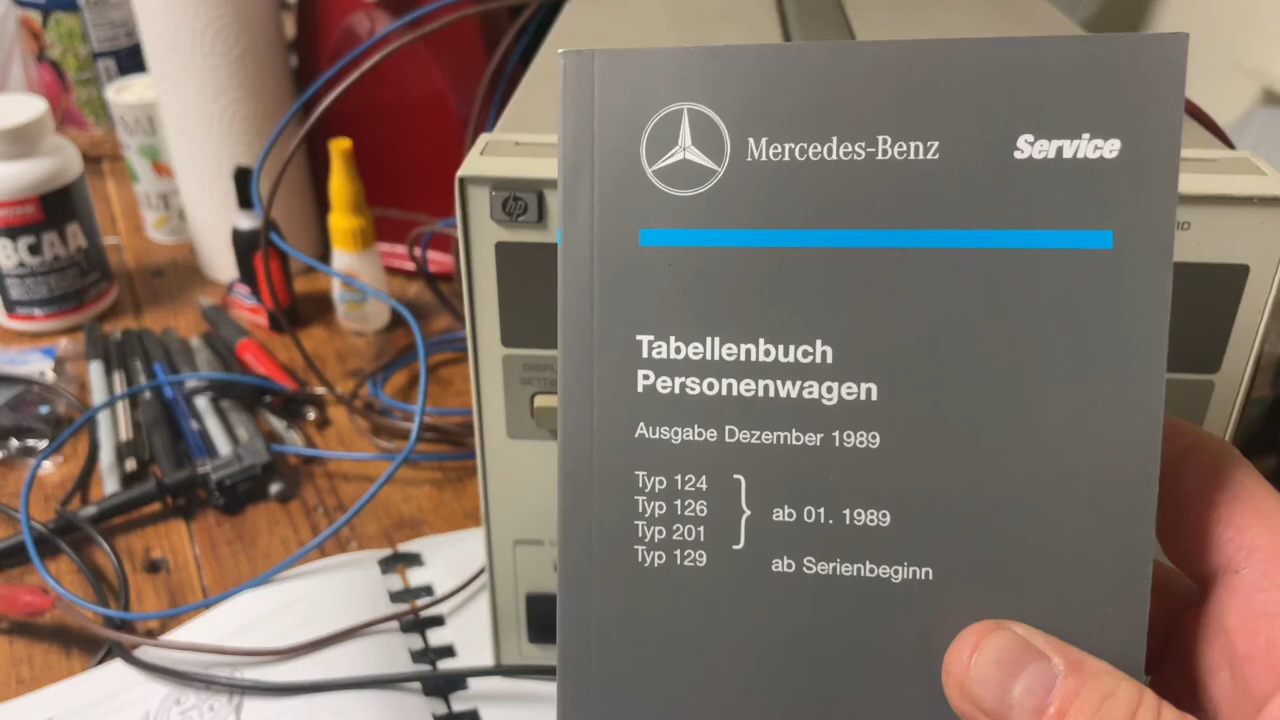 BCAA
hp
Mercedes-Benz Service
Tabellenbuch
Personenwagen
Ausgabe Dezember 1989
Typ 124
Typ 126
Typ 201
} ab 01. 1989
Typ 129 ab Serienbeginn